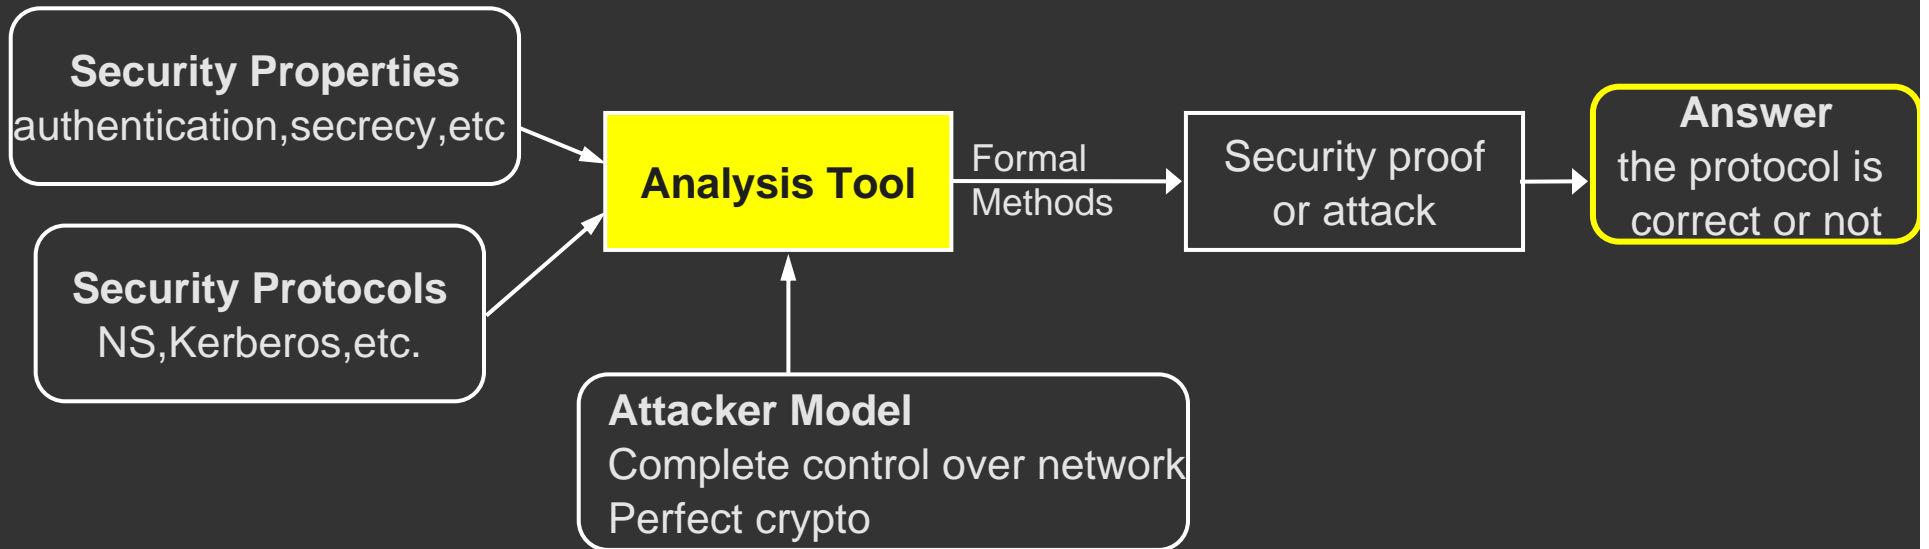 Security Properties
authentication,secrecy,etc
Security Protocols
NS,Kerberos,etc.
Analysis Tool
Attacker Model
Complete control over network
Perfect crypto
Formal
Methods
Security proof
or attack
Answer
the protocol is
correct or not